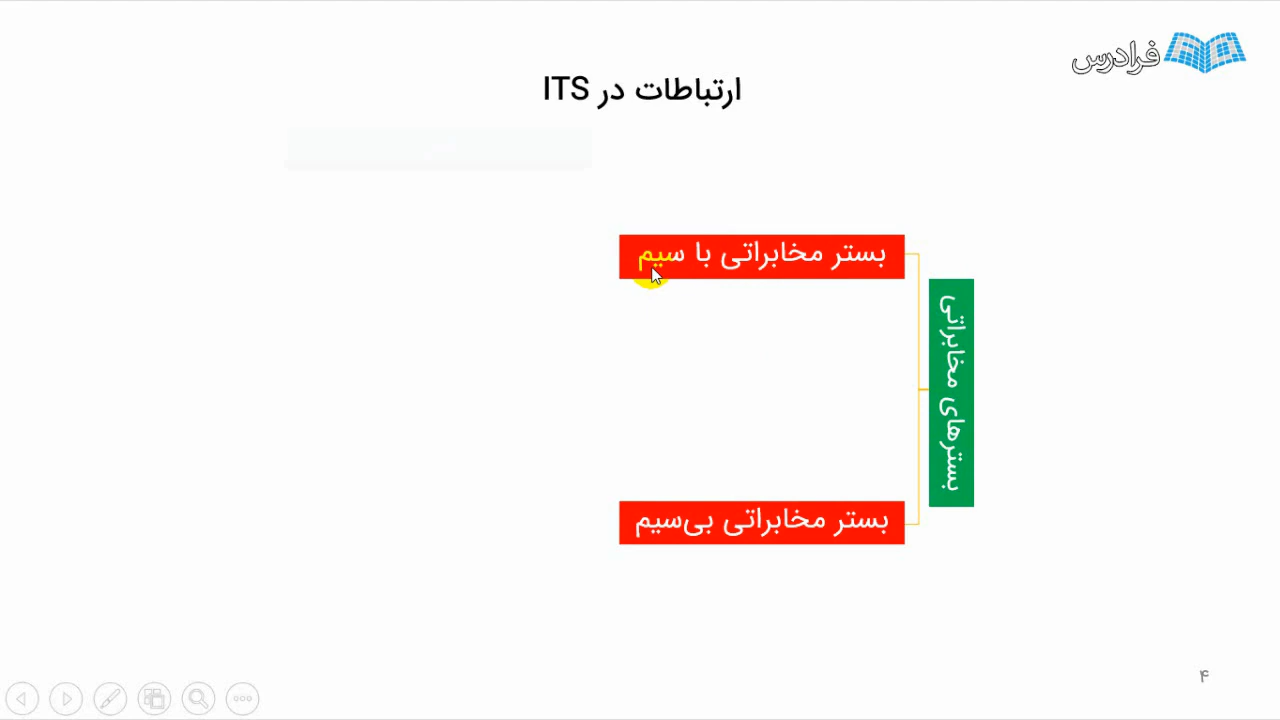 فرادرس
ارتباطات در ITS
بستر مخابراتی با سیم
بسترهای مخابراتی
بستر مخابراتی بی‌سیم
۴